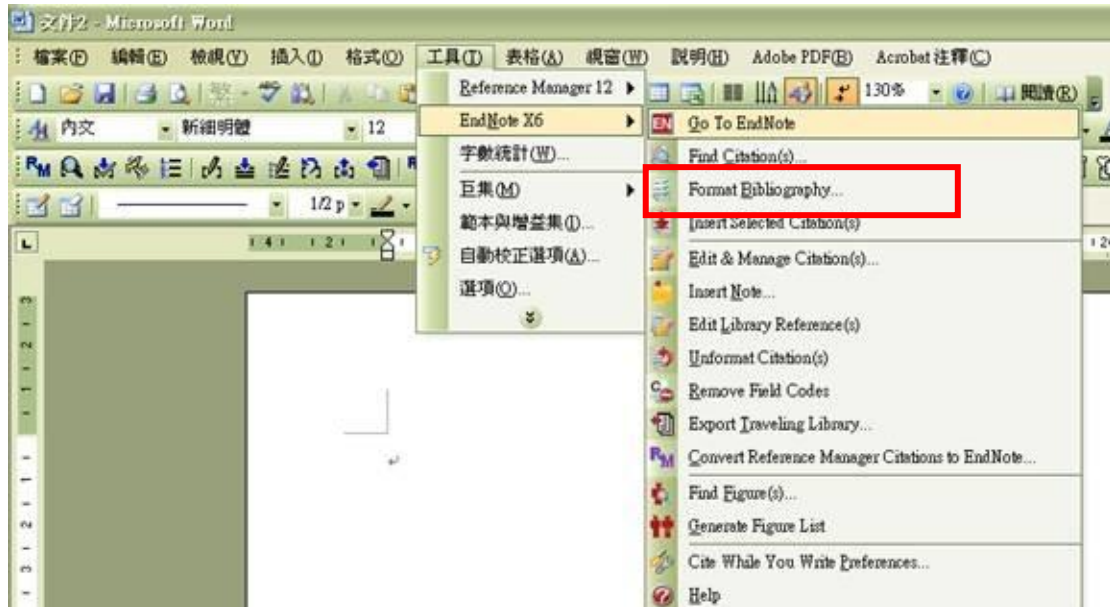 文件2 - Microsoft Word
檔案(F) 編輯(E) 檢視(V) 插入(I) 格式(O) 工具(T) 表格(A) 視窗(W) 說明(H) Adobe PDF(B) Acrobat 注釋(C)
130% 閱讀(R)
內文 新細明體 12
1/2 p
Reference Manager 12
EndNote X6
字數統計(W)...
巨集(M)
範本與增益集(I)...
自動校正選項(A)...
選項(O)...
Go To EndNote
Find Citation(s)...
Format Bibliography...
Insert Selected Citation(s)
Edit & Manage Citation(s)...
Insert Note...
Edit Library Reference(s)
Unformat Citation(s)
Remove Field Codes
Export Traveling Library...
Convert Reference Manager Citations to EndNote...
Find Figure(s)...
Generate Figure List
Cite While You Write Preferences...
Help